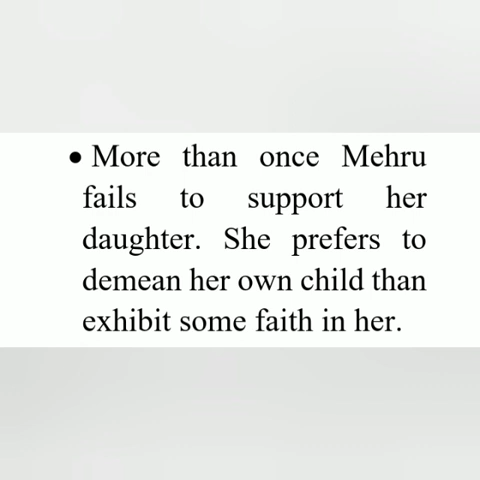 • More than once Mehru
fails to support her
daughter. She prefers to
demean her own child than
exhibit some faith in her.